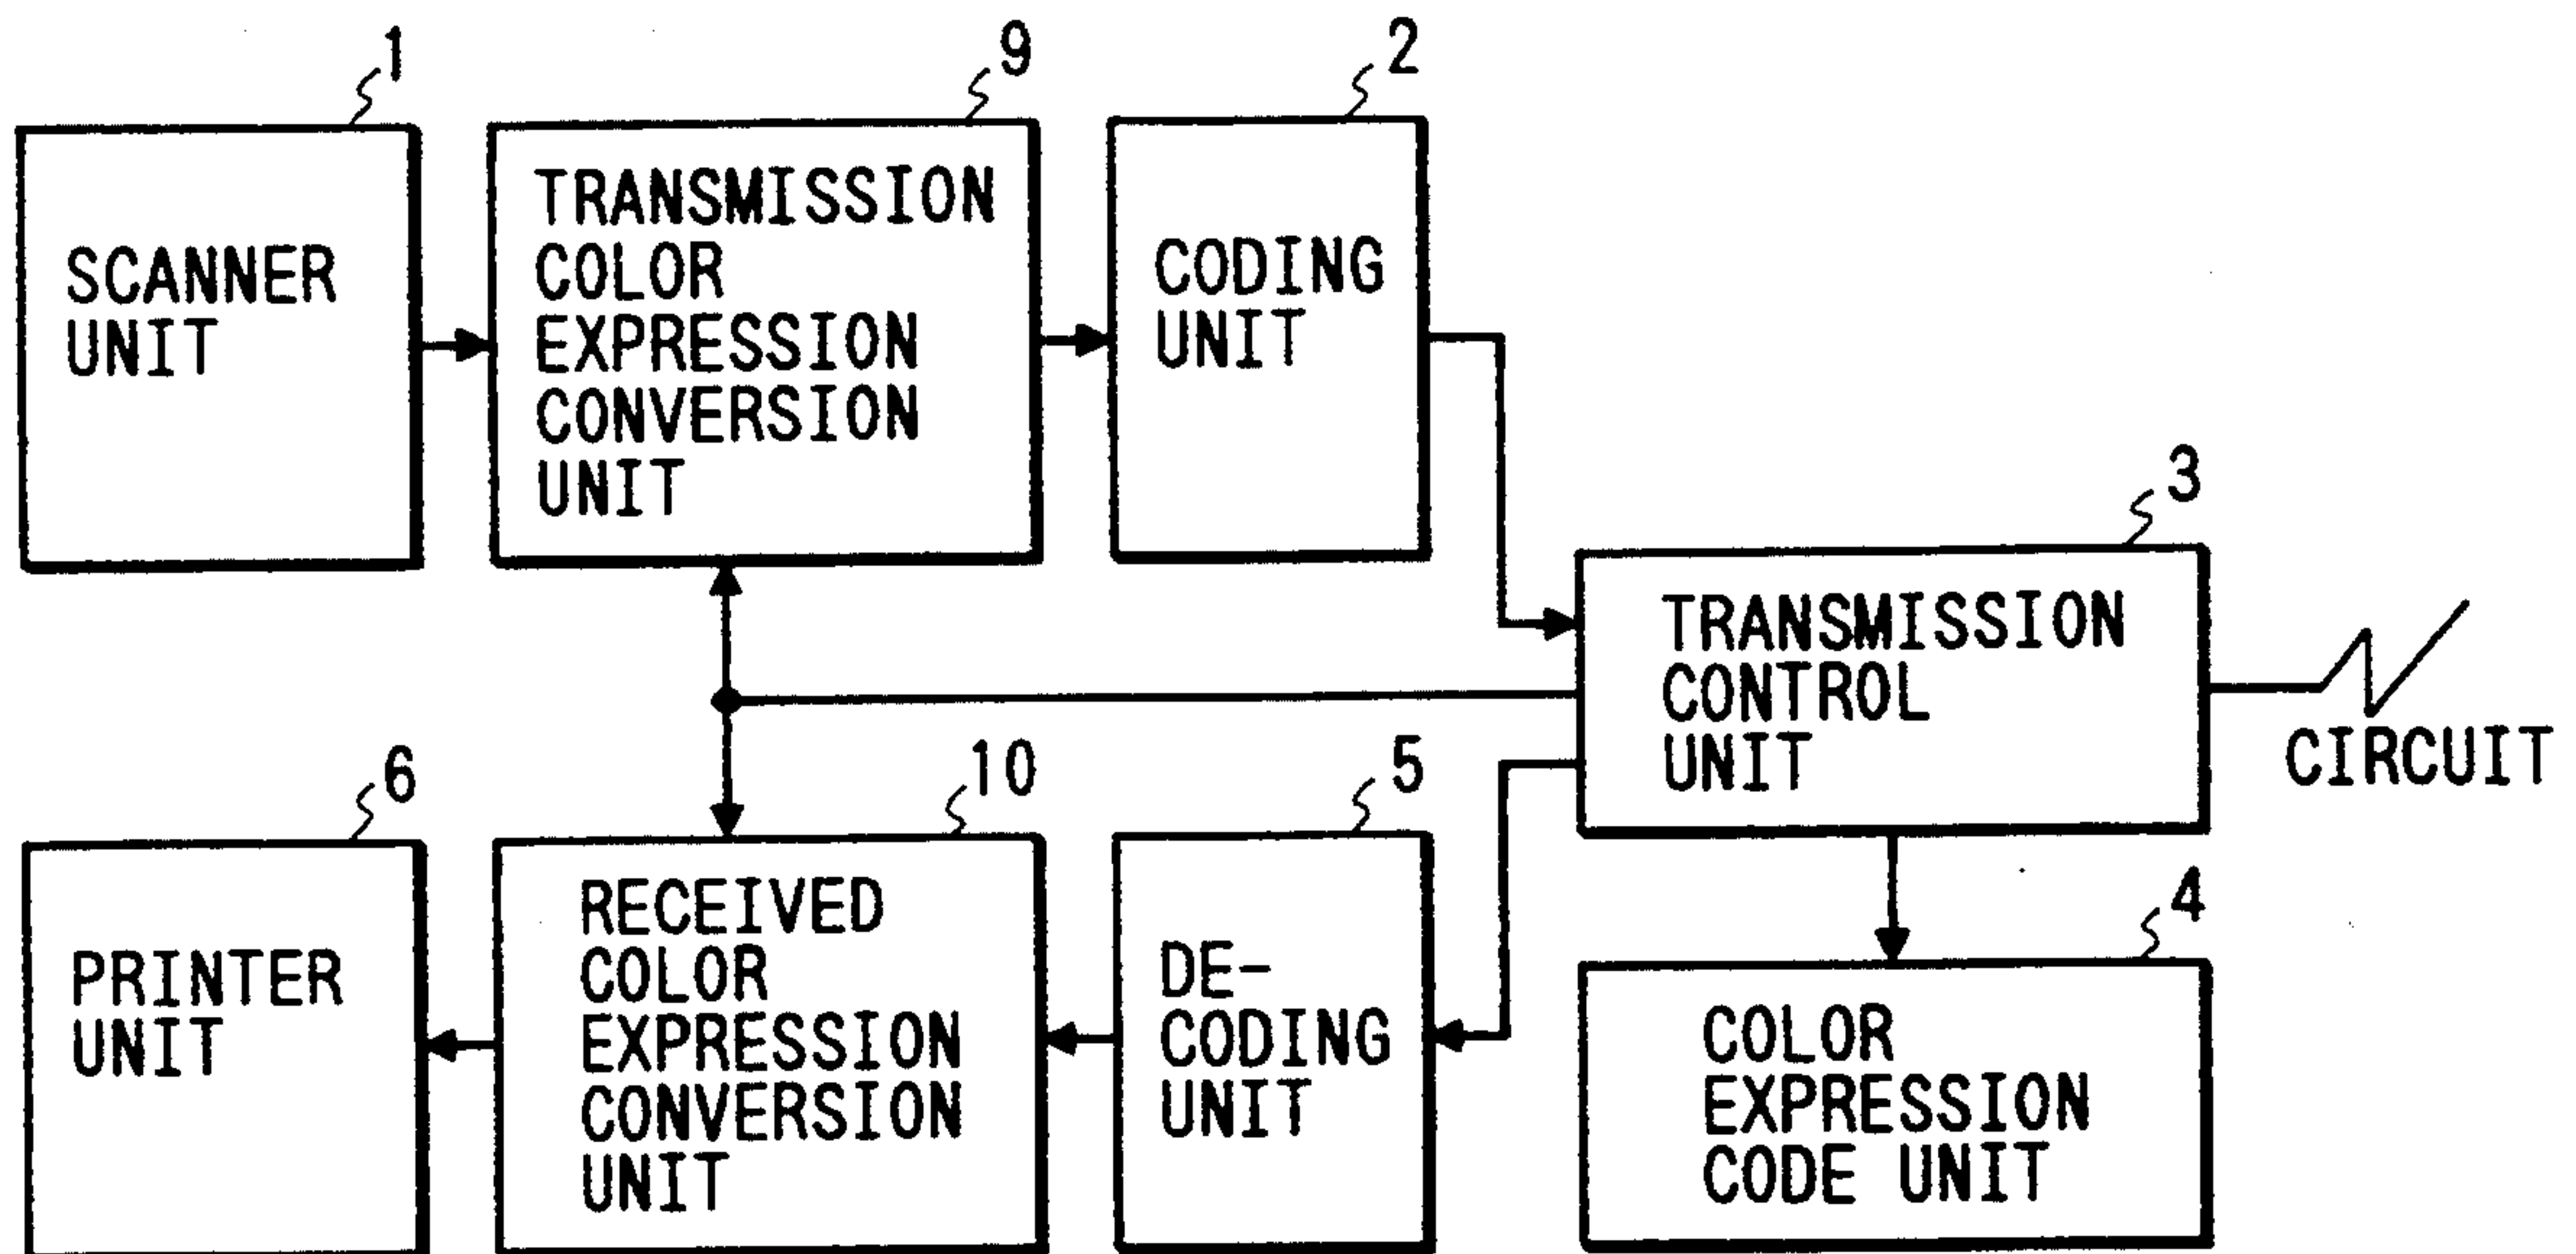 1
SCANNER
UNIT
9
TRANSMISSION
COLOR
EXPRESSION
CONVERSION
UNIT
2
CODING
UNIT
3
TRANSMISSION
CONTROL
UNIT
CIRCUIT
6
PRINTER
UNIT
10
RECEIVED
COLOR
EXPRESSION
CONVERSION
UNIT
5
DE-
CODING
UNIT
4
COLOR
EXPRESSION
CODE UNIT